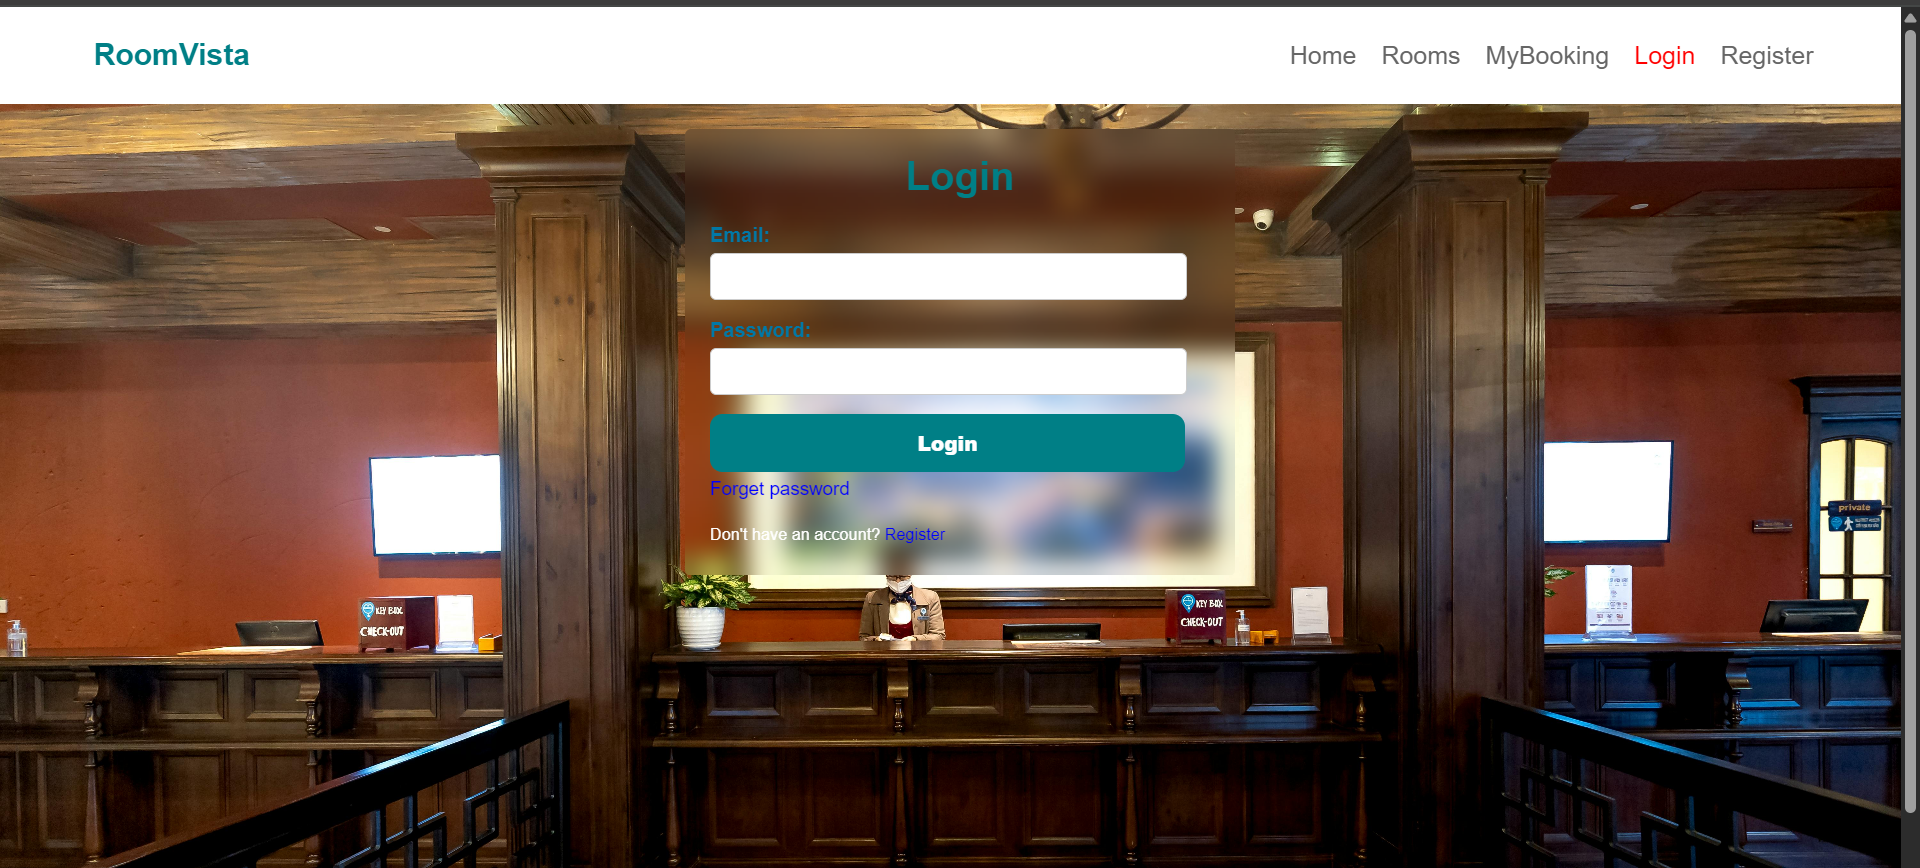 RoomVista
Home Rooms MyBooking Login Register
Login
Email:
Password:
Login
Forget password
Don't have an account? Register
private
KEY BOX
CHECK-OUT
KEY BOX
CHECK-OUT